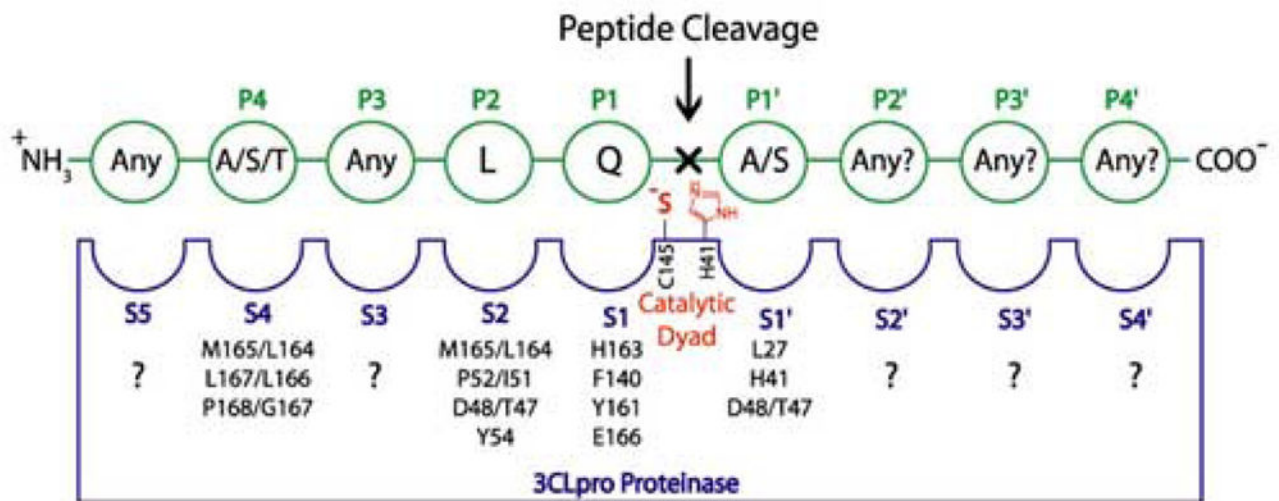 Peptide Cleavage
P4 P3 P2 P1 P1' P2' P3' P4'
+
NH3 Any A/S/T Any L Q X A/S Any? Any? Any? COO-
-S N NH
C145 H41
Catalytic
Dyad
S5 S4 S3 S2 S1 S1' S2' S3' S4'
M165/L164 M165/L164 H163 L27
? L167/L166 ? P52/I51 F140 H41 ? ? ?
P168/G167 D48/T47 Y161 D48/T47
Y54 E166
3CLpro Proteinase